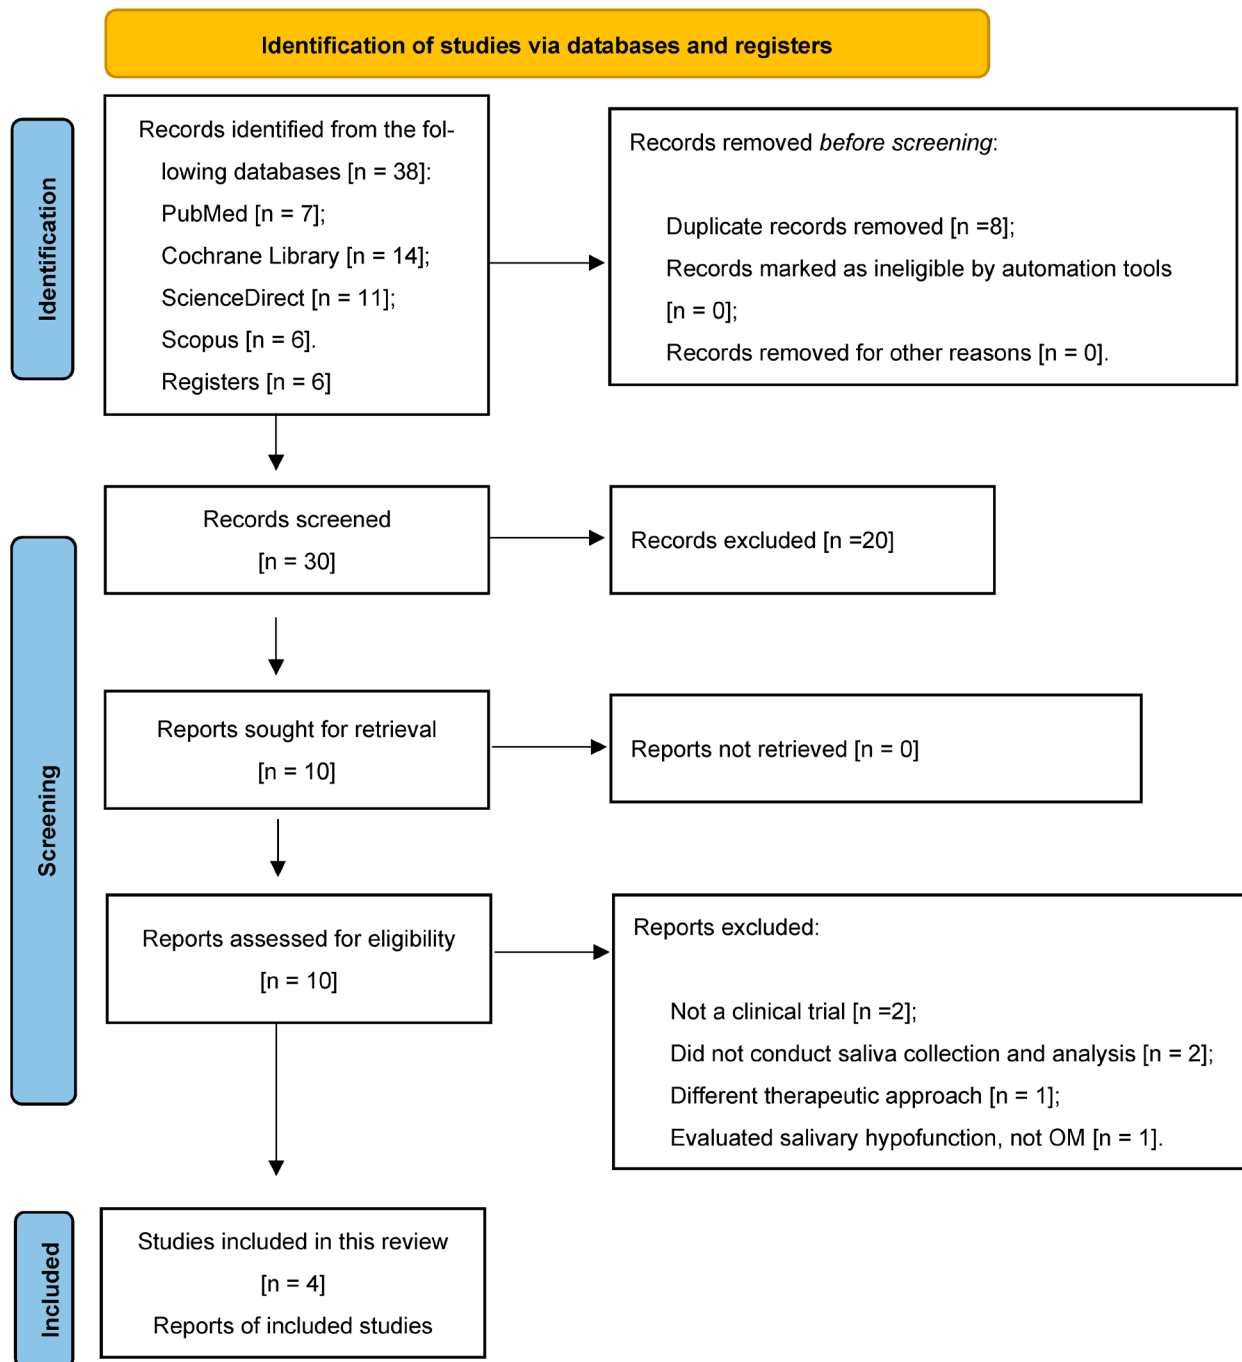 Identification of studies via databases and registers
Identification
Records identified from the fol-
lowing databases [n = 38]:
PubMed [n = 7];
Cochrane Library [n = 14];
ScienceDirect [n = 11];
Scopus [n = 6].
Registers [n = 6]
Records removed before screening:
Duplicate records removed [n =8];
Records marked as ineligible by automation tools
[n = 0];
Records removed for other reasons [n = 0].
Screening
Records screened
[n = 30]
Records excluded [n =20]
Reports sought for retrieval
[n = 10]
Reports not retrieved [n = 0]
Reports assessed for eligibility
[n = 10]
Reports excluded:
Not a clinical trial [n =2];
Did not conduct saliva collection and analysis [n = 2];
Different therapeutic approach [n = 1];
Evaluated salivary hypofunction, not OM [n = 1].
Included
Studies included in this review
[n = 4]
Reports of included studies